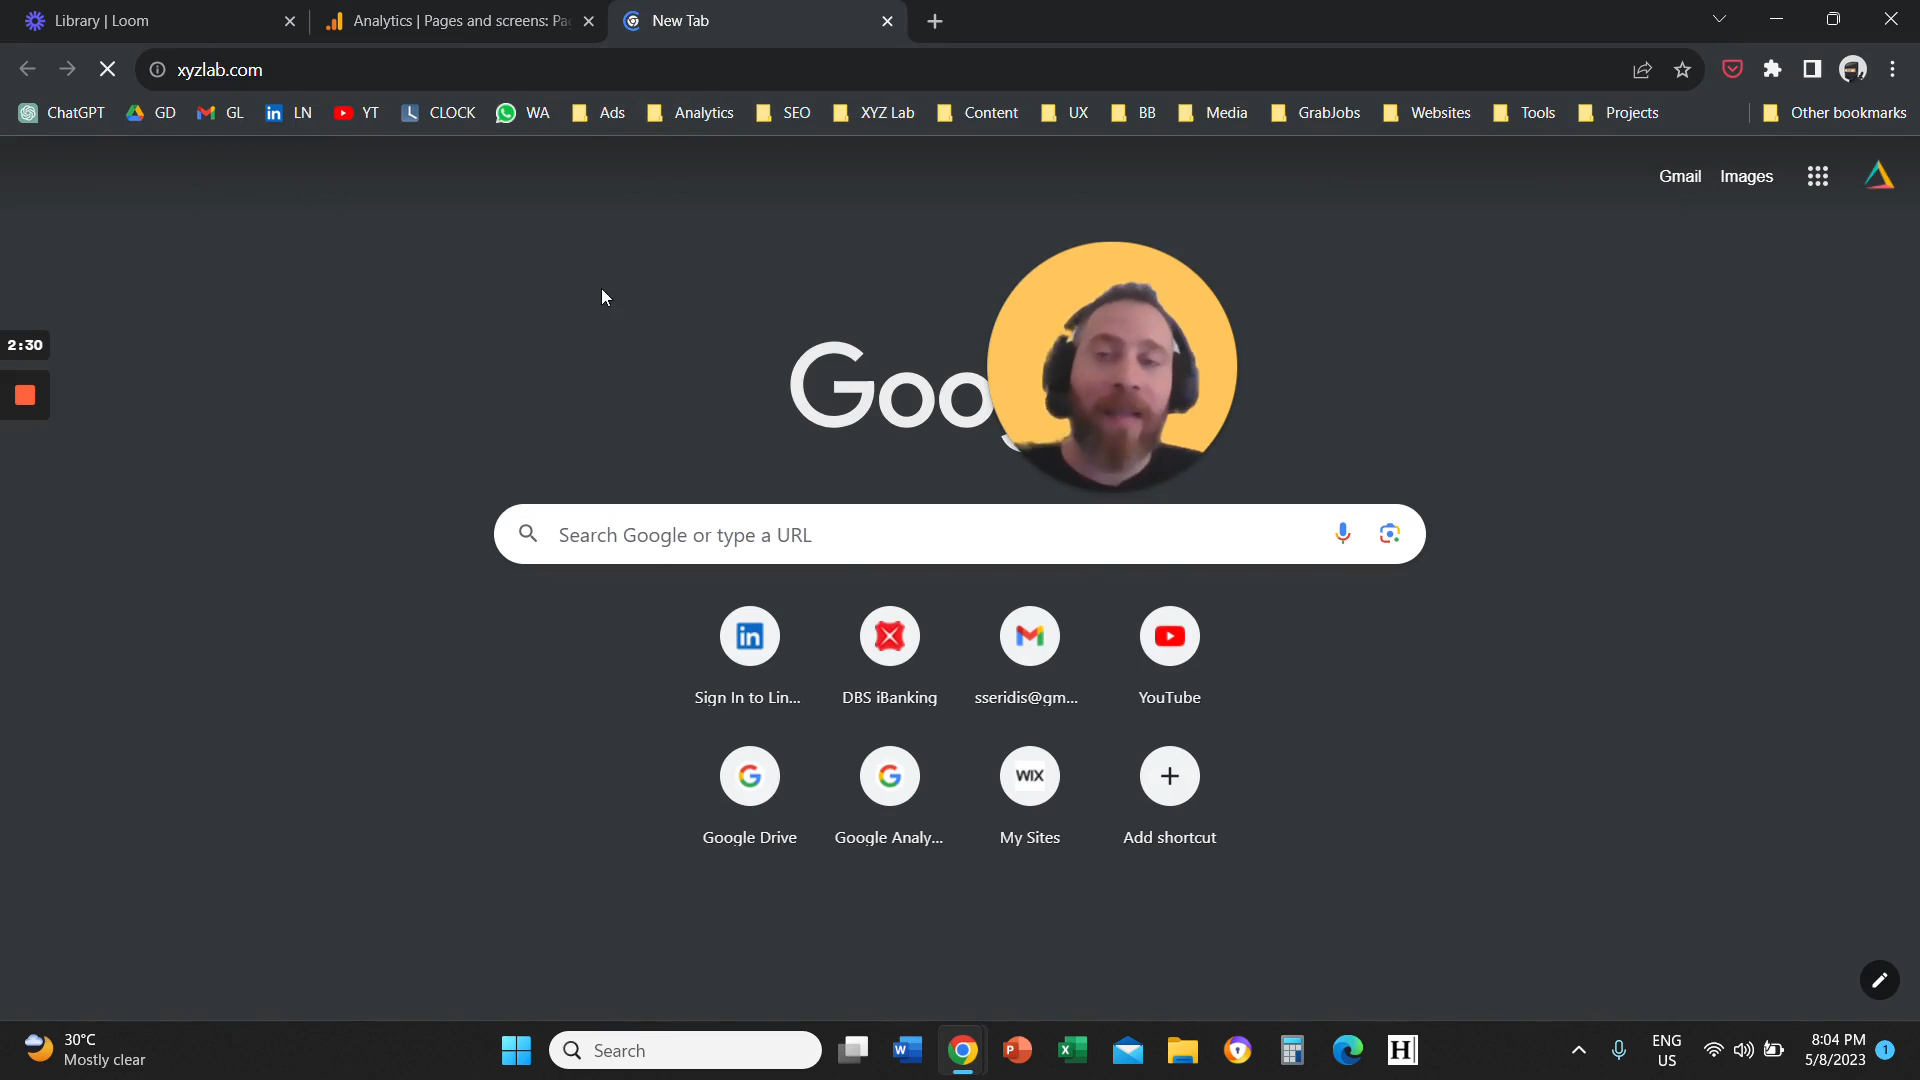 Library | Loom
Analytics | Pages and screens: Pa
New Tab
xyzlab.com
ChatGPT
GD
GL
LN
YT
CLOCK
WA
Ads
Analytics
SEO
XYZ Lab
Content
UX
BB
Media
GrabJobs
Websites
Tools
Projects
Other bookmarks
Gmail
Images
2:30
Goo
Search Google or type a URL
Sign In to Lin...
DBS iBanking
sseridis@gm...
YouTube
WIX
Google Drive
Google Analy...
My Sites
Add shortcut
30°C
Mostly clear
Search
ENG
US
8:04 PM
5/8/2023
1